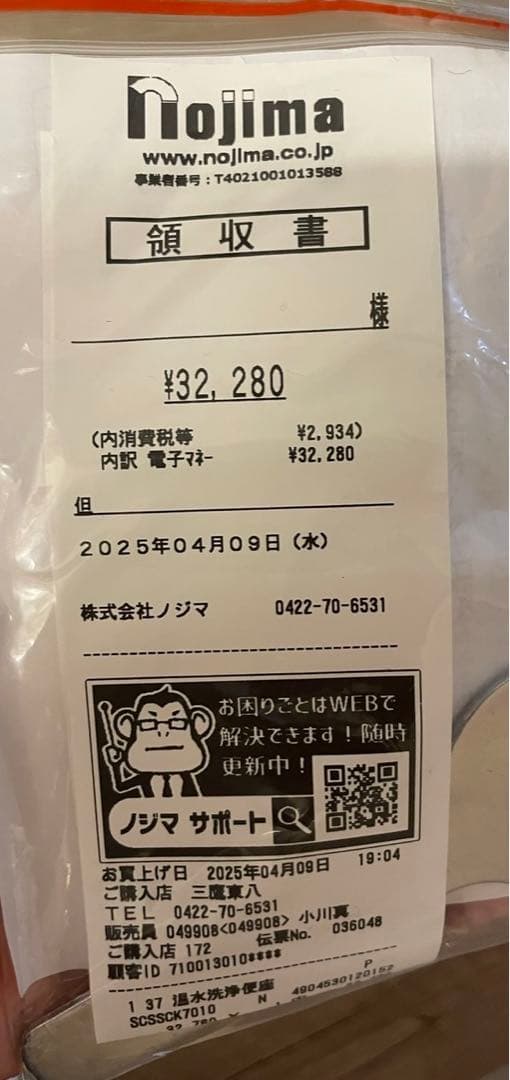 nojima
www.nojima.co.jp
事業者番号:T4021001013588
領収書
様
¥32,280
(内消費税等 ¥2,934)
内訳 電子ﾏﾈｰ ¥32,280
但
2025年04月09日(水)
株式会社ノジマ 0422-70-6531
お困りごとはWEBで
解決できます!随時
更新中!
ノジマ サポート
お買上げ日 2025年04月09日 19:04
ご購入店 三鷹東八
TEL 0422-70-6531
販売員 049908<049908> 小川真
ご購入店 172 伝票No. 036048
顧客ID 710013010****
P
1 37 温水洗浄便座 N 4904530120152
SCSSCK7010